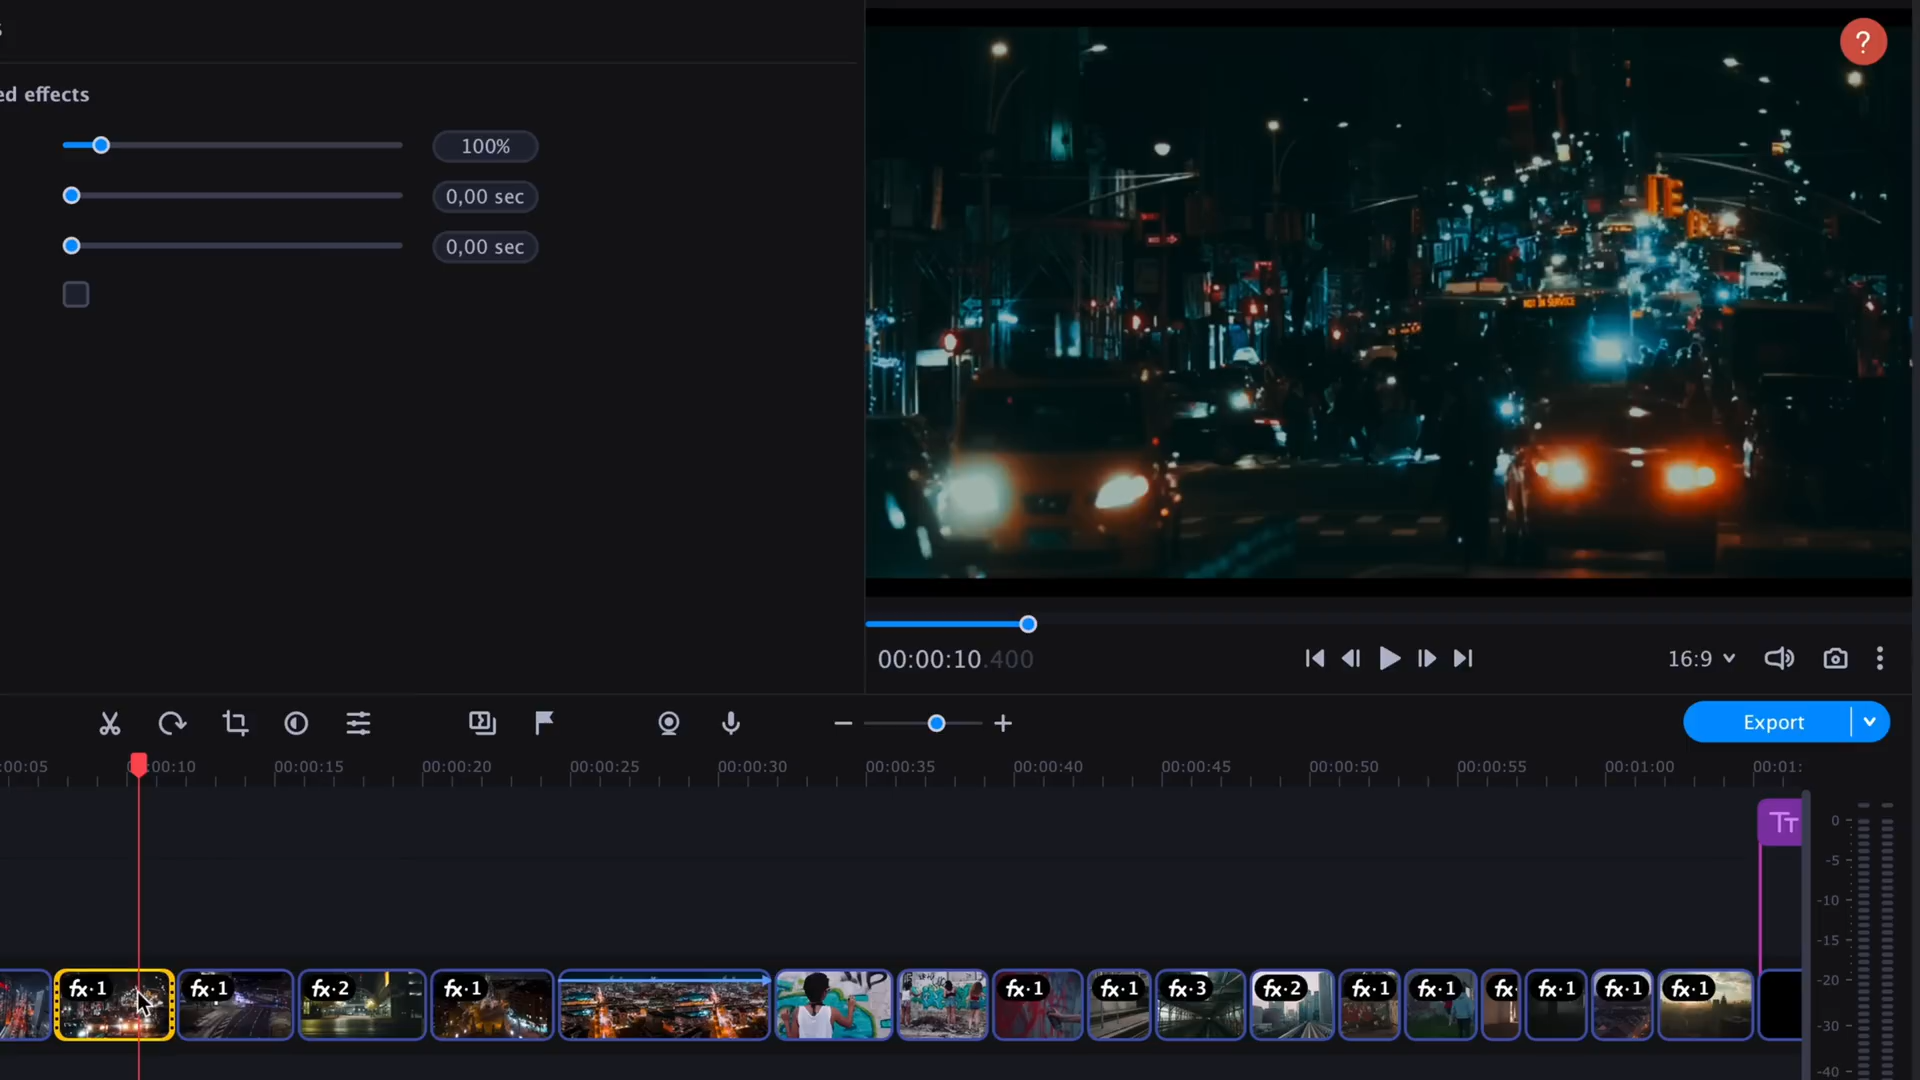 s
?
ed effects
100%
0,00 sec
0,00 sec
NOT IN SERVICE
00:00:10.400
16:9
Export
:00:05
00:00:10
00:00:15
00:00:20
00:00:25
00:00:30
00:00:35
00:00:40
00:00:45
00:00:50
00:00:55
00:01:00
00:01:
TT
0
-5
-10
-15
-20
-30
-40
fx·1
fx·1
fx·2
fx·1
fx·1
fx·1
fx·3
fx·2
fx·1
fx·1
fx·
fx·1
fx·1
fx·1